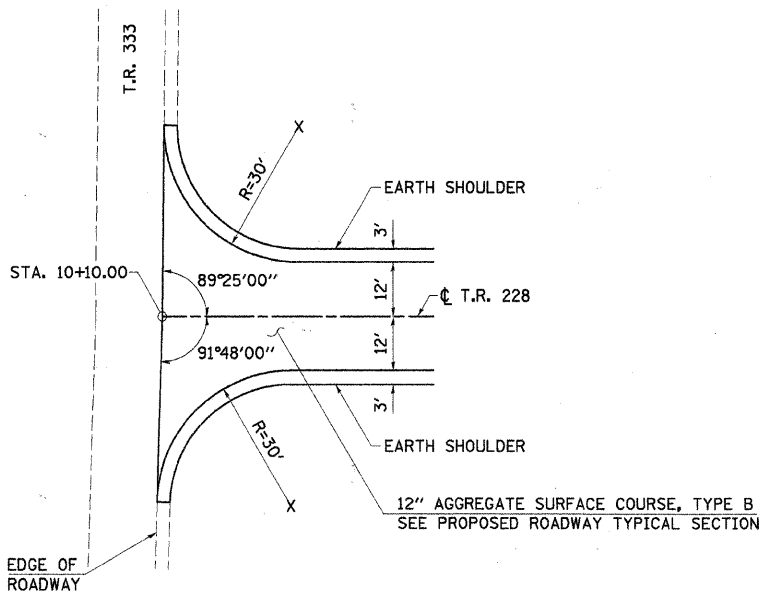 T.R. 333
X
R=30'
EARTH SHOULDER
3'
STA. 10+10.00
89°25'00"
12'
℄ T.R. 228
91°48'00"
12'
3'
R=30'
EARTH SHOULDER
X
12" AGGREGATE SURFACE COURSE, TYPE B
SEE PROPOSED ROADWAY TYPICAL SECTION
EDGE OF
ROADWAY